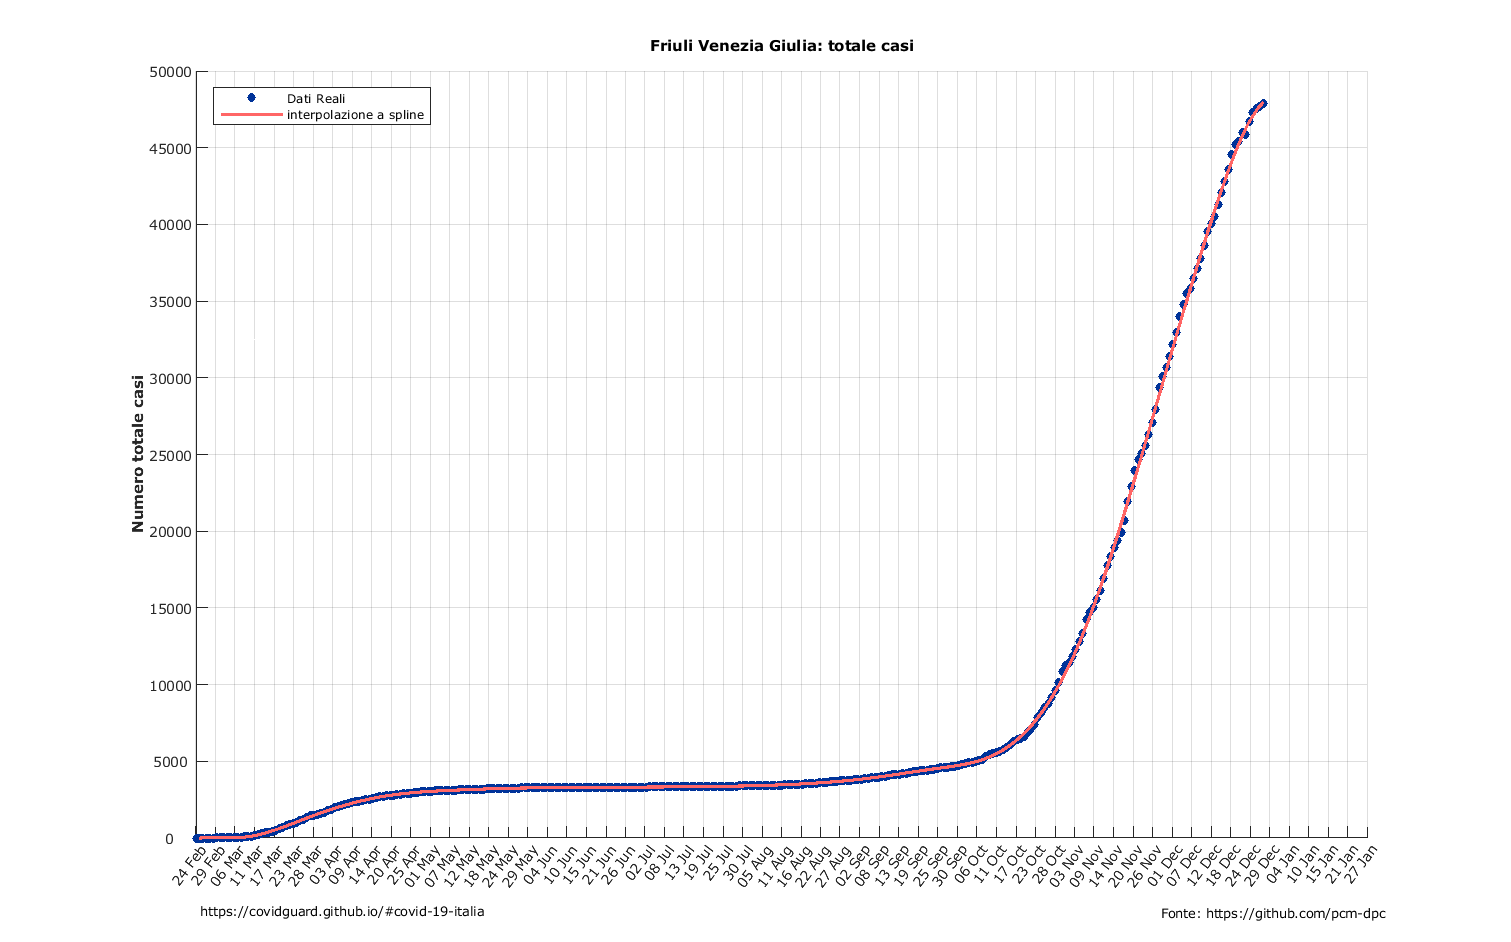 Friuli Venezia Giulia: totale casi
50000
45000
40000
35000
30000
25000
20000
15000
10000
5000
0
Numero totale casi
Dati Reali
interpolazione a spline
24 Feb
29 Feb
06 Mar
11 Mar
17 Mar
23 Mar
28 Mar
03 Apr
09 Apr
14 Apr
20 Apr
25 Apr
01 May
07 May
12 May
18 May
24 May
29 May
04 Jun
10 Jun
15 Jun
21 Jun
26 Jun
02 Jul
08 Jul
13 Jul
19 Jul
25 Jul
30 Jul
05 Aug
11 Aug
16 Aug
22 Aug
27 Aug
02 Sep
08 Sep
13 Sep
19 Sep
25 Sep
30 Sep
06 Oct
11 Oct
17 Oct
23 Oct
28 Oct
03 Nov
09 Nov
14 Nov
20 Nov
26 Nov
01 Dec
07 Dec
12 Dec
18 Dec
24 Dec
29 Dec
04 Jan
10 Jan
15 Jan
21 Jan
27 Jan
https://covidguard.github.io/#covid-19-italia
Fonte: https://github.com/pcm-dpc